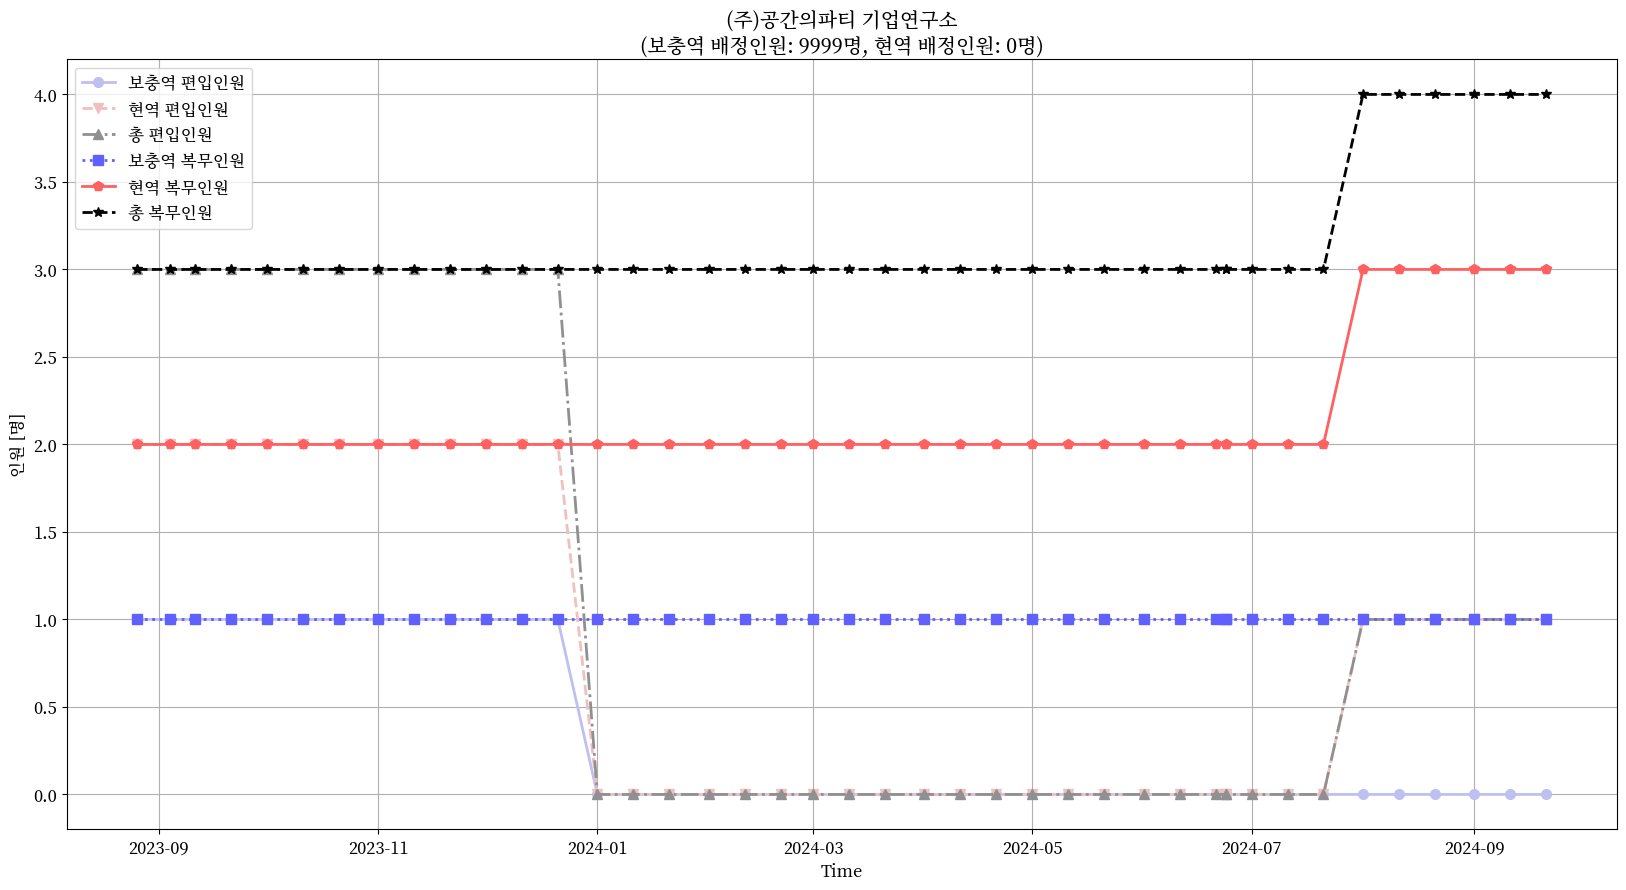 (주)공간의파티 기업연구소
(보충역 배정인원: 9999명, 현역 배정인원: 0명)
보충역 편입인원
현역 편입인원
총 편입인원
보충역 복무인원
현역 복무인원
총 복무인원
4.0
3.5
3.0
2.5
2.0
1.5
1.0
0.5
0.0
인원 [명]
2023-09 2023-11 2024-01 2024-03 2024-05 2024-07 2024-09
Time